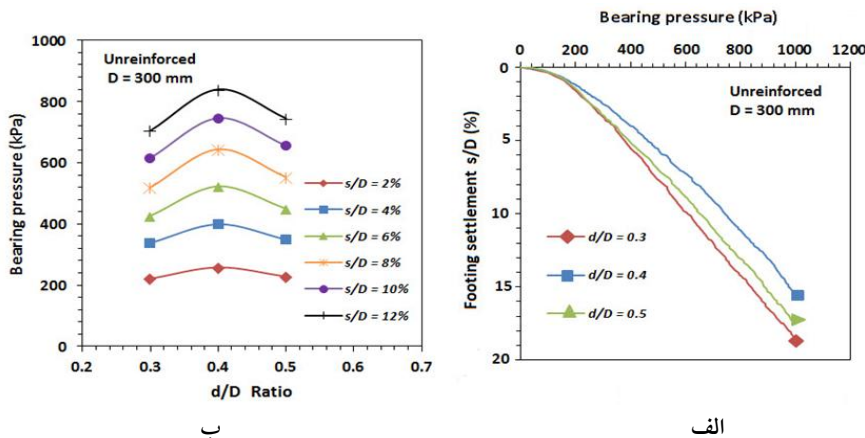 Unreinforced
D = 300 mm
Bearing pressure (kPa)
1000
800
600
400
200
0
0.2 0.3 0.4 0.5 0.6 0.7
d/D Ratio
s/D = 2%
s/D = 4%
s/D = 6%
s/D = 8%
s/D = 10%
s/D = 12%
ب
Bearing pressure (kPa)
0 200 400 600 800 1000 1200
Footing settlement s/D (%)
0
5
10
15
20
Unreinforced
D = 300 mm
d/D = 0.3
d/D = 0.4
d/D = 0.5
الف